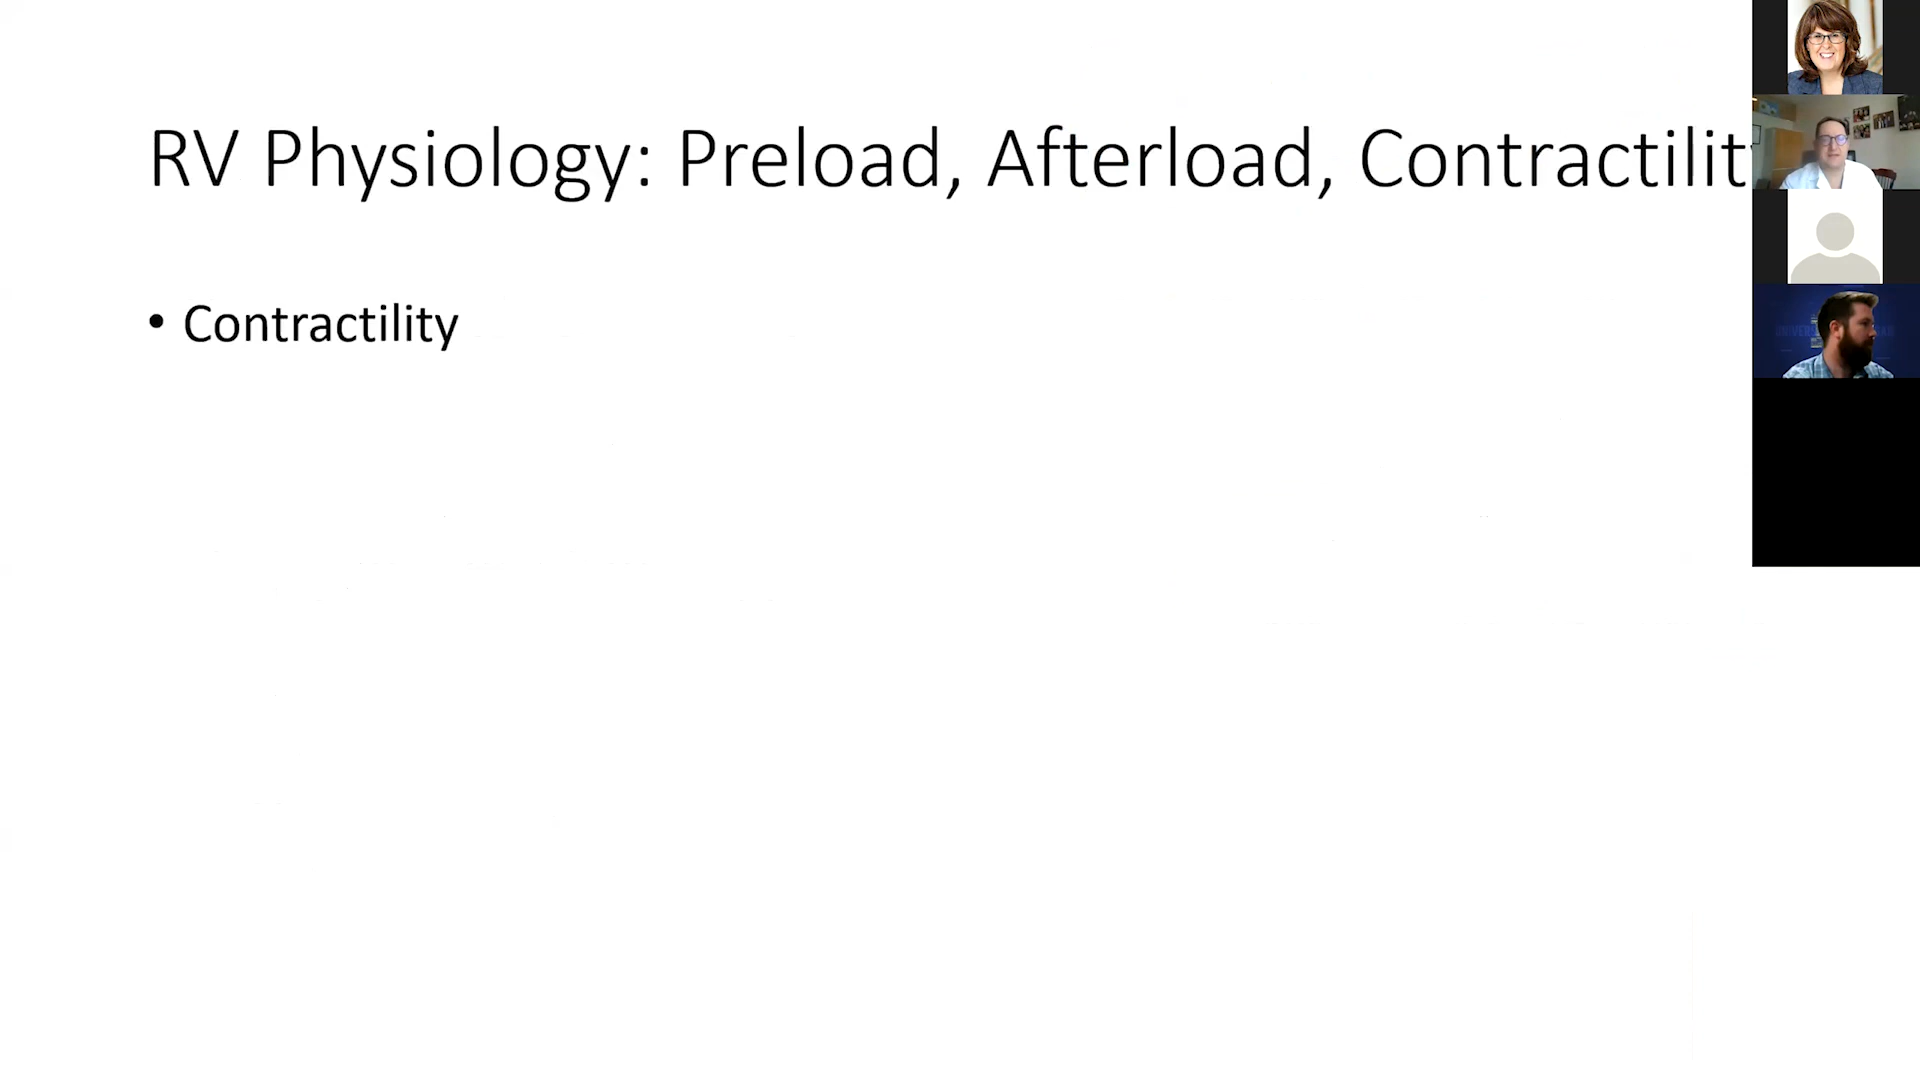 RV Physiology: Preload, Afterload, Contractilit
• Contractility